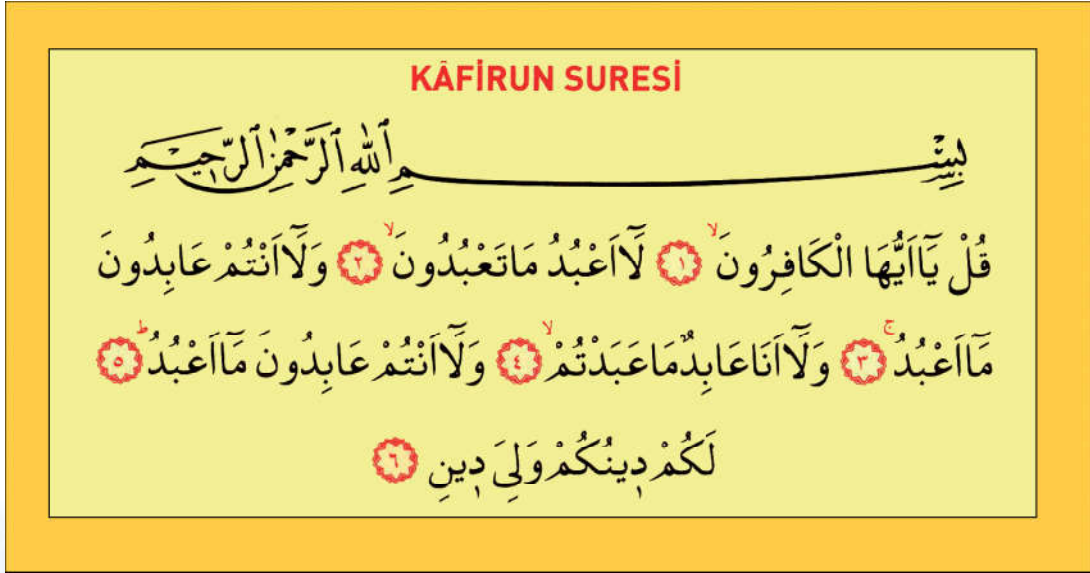 KÂFİRUN SURESİ
بِسْمِ اللّٰهِ الرَّحْمٰنِ الرَّحِيمِ
قُلْ يَٓا اَيُّهَا الْكَافِرُونَۙ ﴿١﴾ لَٓا اَعْبُدُ مَا تَعْبُدُونَۙ ﴿٢﴾ وَلَٓا اَنْتُمْ عَابِدُونَ
مَٓا اَعْبُدُۚ ﴿٣﴾ وَلَٓا اَنَا عَابِدٌ مَا عَبَدْتُمْۙ ﴿٤﴾ وَلَٓا اَنْتُمْ عَابِدُونَ مَٓا اَعْبُدُۜ ﴿٥﴾
لَكُمْ د۪ينُكُمْ وَلِيَ د۪ينِ ﴿٦﴾